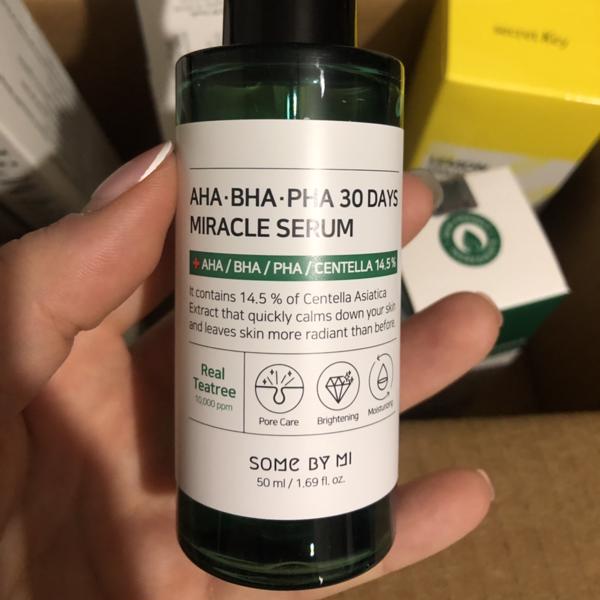 secret Key
AHA·BHA·PHA 30 DAYS
MIRACLE SERUM
+ AHA / BHA / PHA / CENTELLA 14.5 %
It contains 14.5 % of Centella Asiatica
Extract that quickly calms down your skin
and leaves skin more radiant than before.
Real
Teatree
10,000 ppm
Pore Care
Brightening
Moisturizing
SOME BY MI
50 ml / 1.69 fl. oz.